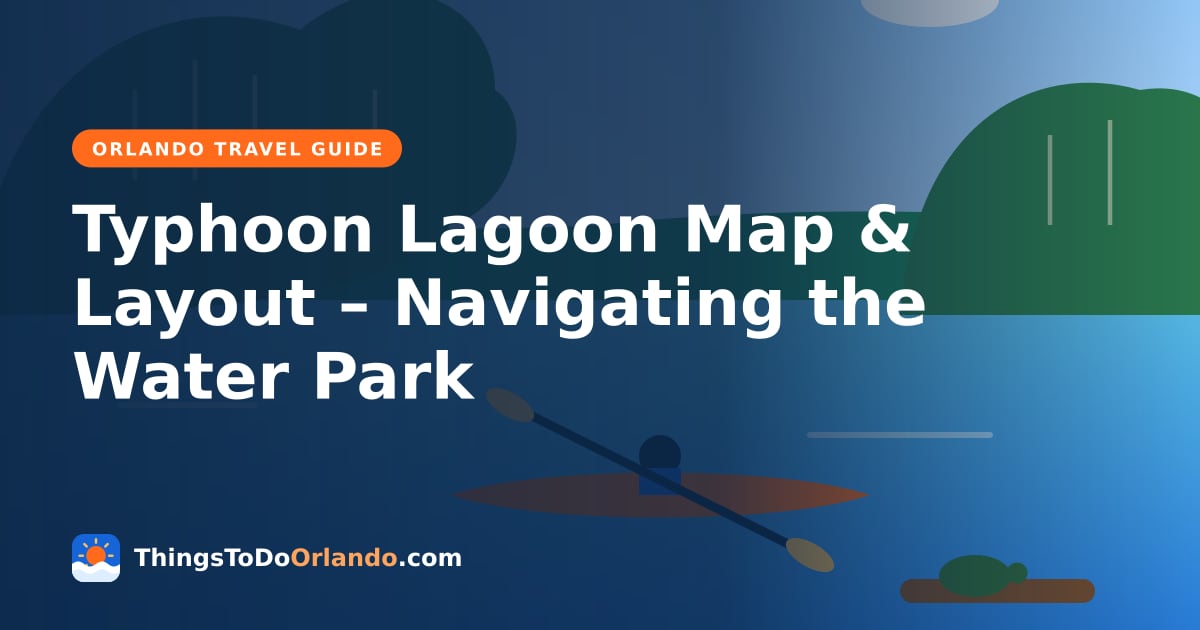 ORLANDO TRAVEL GUIDE
Typhoon Lagoon Map &
Layout – Navigating the
Water Park
ThingsToDoOrlando.com